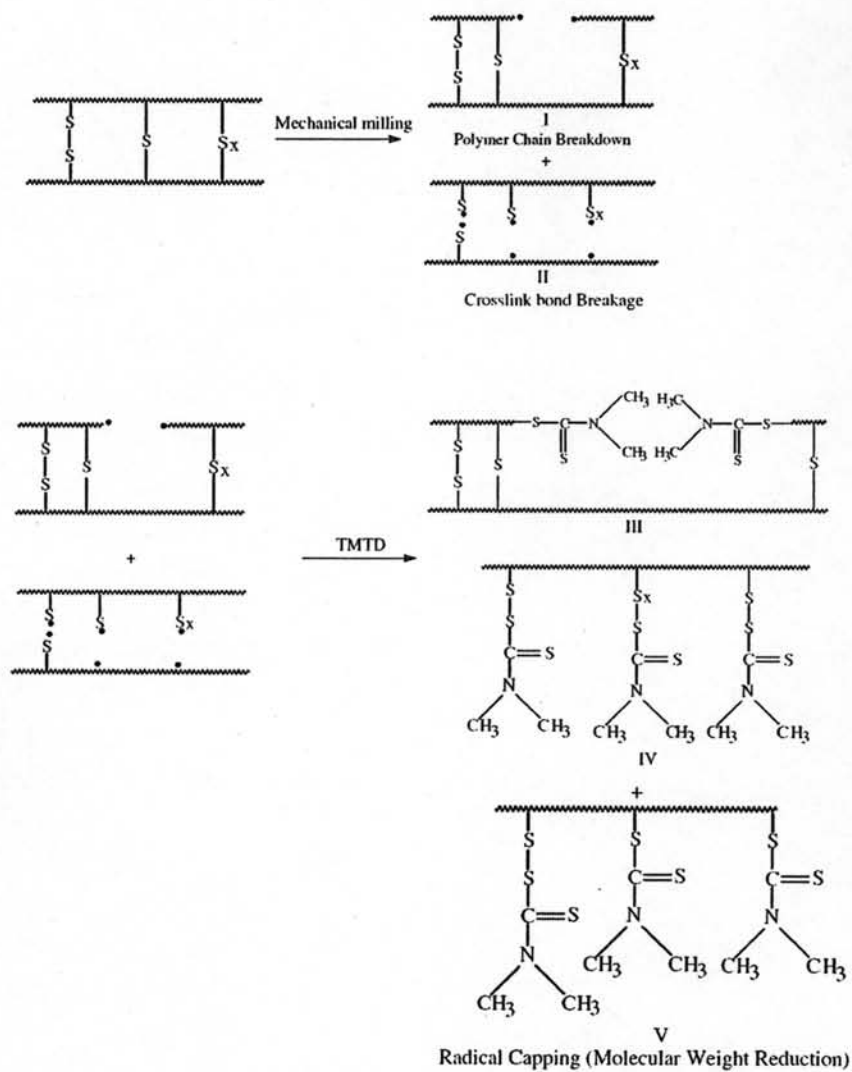 S S Sx
S S
Mechanical milling
S S Sx
S
I
Polymer Chain Breakdown
+
S S Sx
S
II
Crosslink bond Breakage
S S Sx
S
+
S S Sx
S
TMTD
S S C N CH3 CH3 H3C H3C N C S S
S S S S
III
S Sx S
S S S
C=S C=S C=S
N N N
CH3 CH3 CH3 CH3 CH3 CH3
IV
+
S S S
S C=S C=S
C=S N N
N CH3 CH3 CH3 CH3
CH3 CH3
V
Radical Capping (Molecular Weight Reduction)